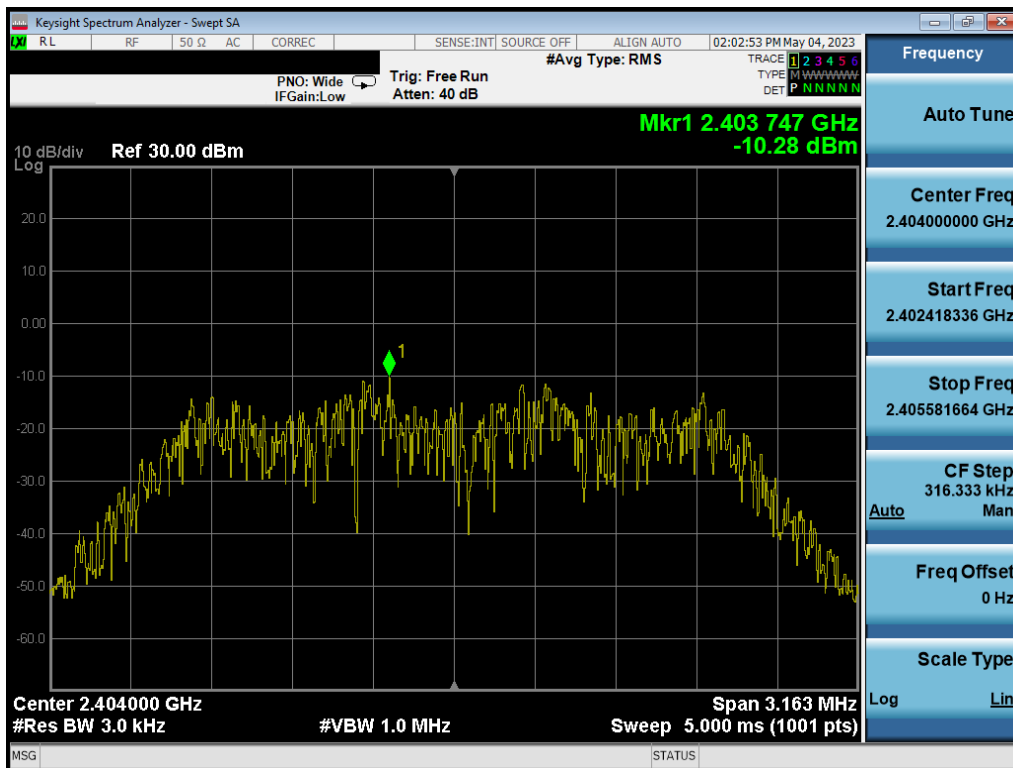 Keysight Spectrum Analyzer - Swept SA
LXI RL RF 50 Ω AC CORREC SENSE:INT SOURCE OFF ALIGN AUTO 02:02:53 PM May 04, 2023
#Avg Type: RMS
TRACE 1 2 3 4 5 6
TYPE M W W W W W
DET P N N N N N
PNO: Wide
IFGain:Low
Trig: Free Run
Atten: 40 dB
Mkr1 2.403 747 GHz
-10.28 dBm
10 dB/div Ref 30.00 dBm
Log
20.0
10.0
0.00
-10.0
-20.0
-30.0
-40.0
-50.0
-60.0
1
Center 2.404000 GHz Span 3.163 MHz
#Res BW 3.0 kHz #VBW 1.0 MHz Sweep 5.000 ms (1001 pts)
MSG STATUS
Frequency
Auto Tune
Center Freq
2.404000000 GHz
Start Freq
2.402418336 GHz
Stop Freq
2.405581664 GHz
CF Step
316.333 kHz
Auto Man
Freq Offset
0 Hz
Scale Type
Log Lin